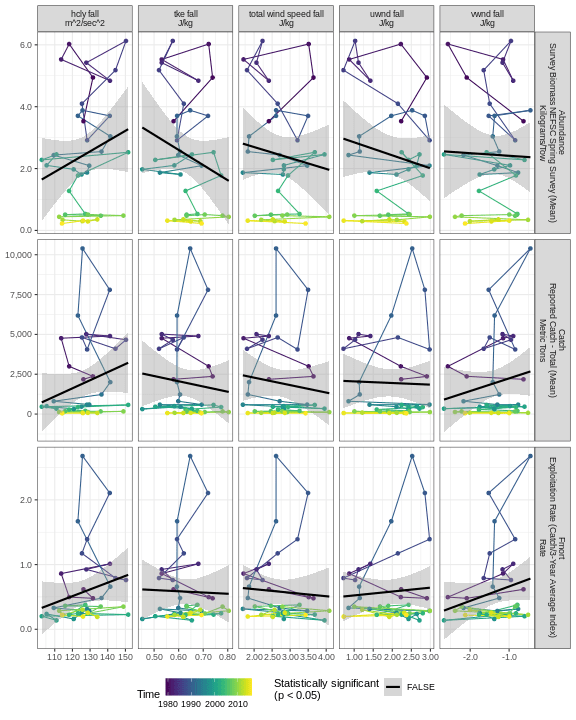 hcly fall
m^2/sec^2
tke fall
J/kg
total wind speed fall
J/kg
uwnd fall
J/kg
vwnd fall
J/kg
6.0
4.0
2.0
0.0
Abundance
Survey Biomass NEFSC Spring Survey (Mean)
Kilograms/Tow
10,000
7,500
5,000
2,500
0
Catch
Reported Catch - Total (Mean)
Metric Tons
2.0
1.0
0.0
Fmort
Exploitation Rate (Catch/3-Year Average Index)
Rate
110 120 130 140 150
0.50 0.60 0.70 0.80
2.00 2.50 3.00 3.50 4.00
1.00 1.50 2.00 2.50 3.00
-2.0 -1.0
Time
1980 1990 2000 2010
Statistically significant
(p < 0.05)
FALSE